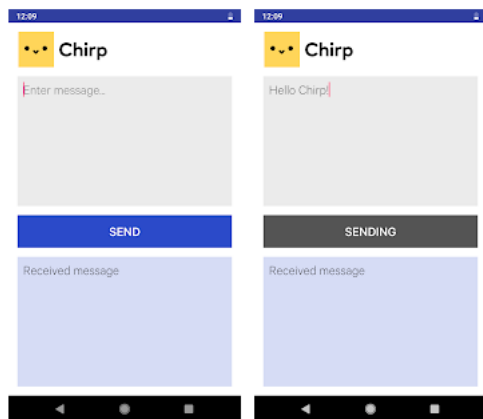 12:09
Chirp
Enter message...
SEND
Received message
12:09
Chirp
Hello Chirp!
SENDING
Received message